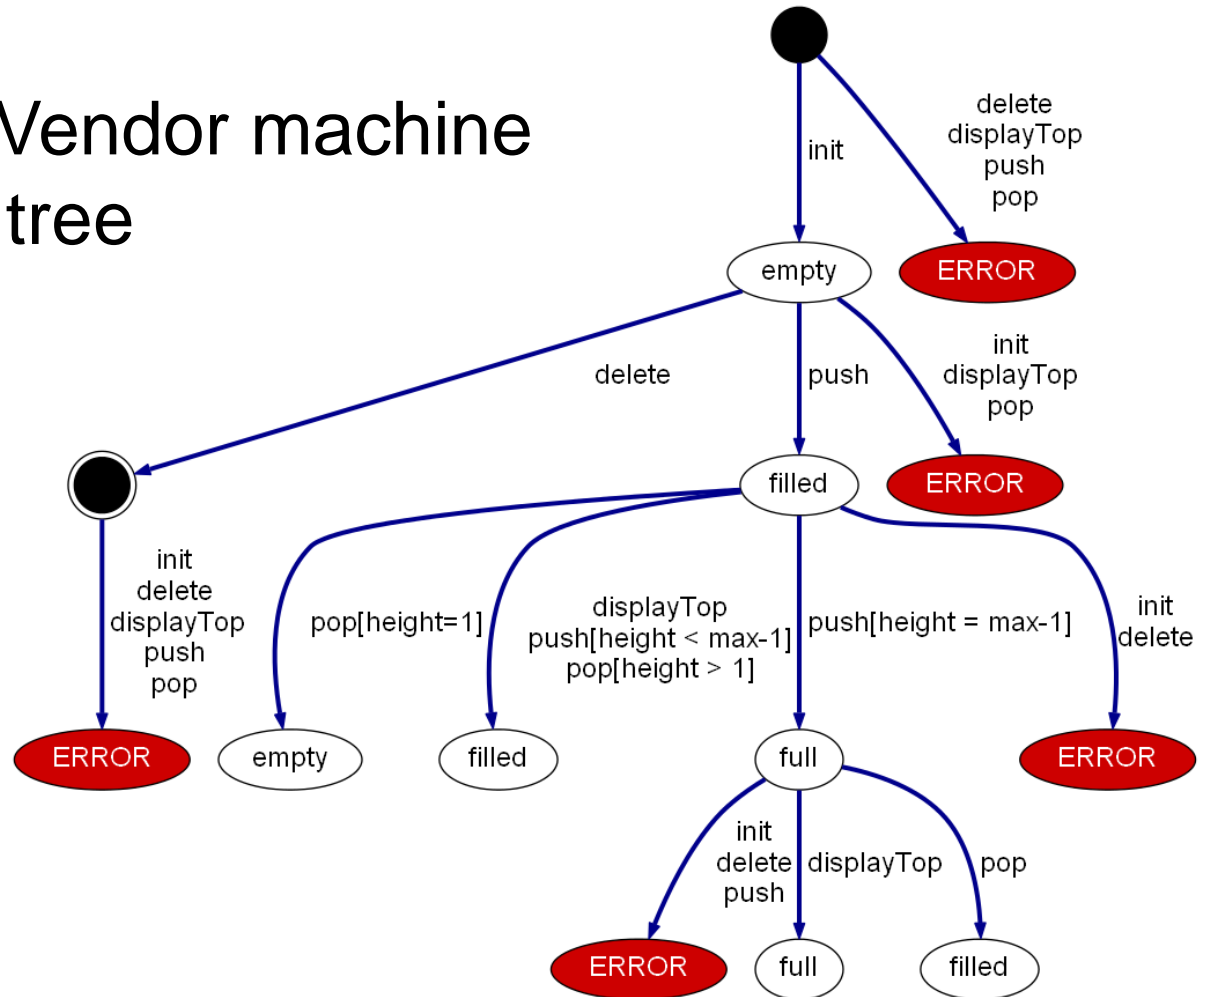 Vendor machine
tree
init
delete
displayTop
push
pop
empty
ERROR
delete
push
init
displayTop
pop
filled
ERROR
init
delete
displayTop
push
pop
pop[height=1]
displayTop
push[height < max-1]
pop[height > 1]
push[height = max-1]
init
delete
ERROR
empty
filled
full
ERROR
init
delete
push
displayTop
pop
ERROR
full
filled